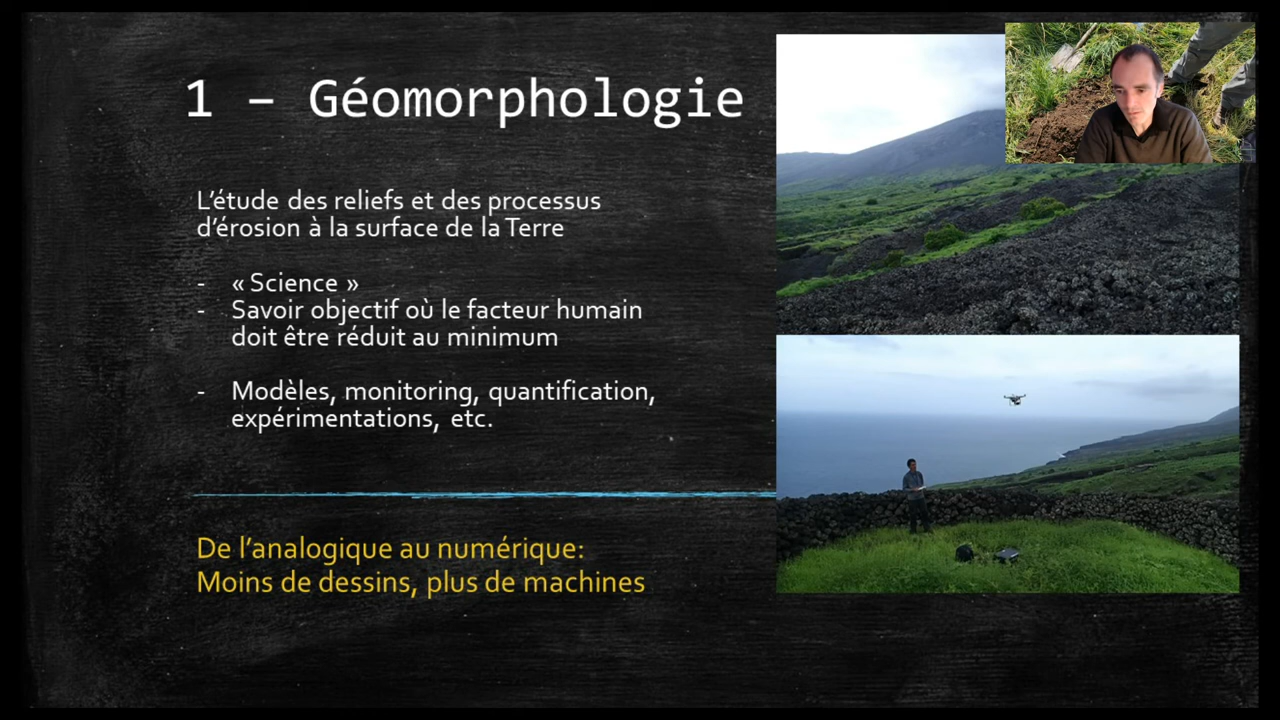 1 – Géomorphologie
L'étude des reliefs et des processus
d'érosion à la surface de la Terre
- « Science »
- Savoir objectif où le facteur humain
doit être réduit au minimum
- Modèles, monitoring, quantification,
expérimentations, etc.
De l'analogique au numérique:
Moins de dessins, plus de machines